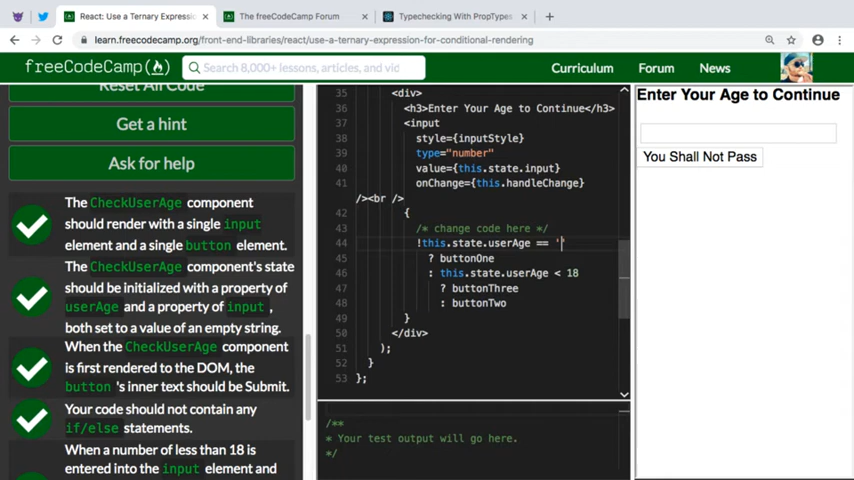 React: Use a Ternary Expressi
The freeCodeCamp Forum
Typechecking With PropTypes
learn.freecodecamp.org/front-end-libraries/react/use-a-ternary-expression-for-conditional-rendering
freeCodeCamp
Search 8,000+ lessons, articles, and vid
Curriculum
Forum
News
Reset All Code
Get a hint
Ask for help
The CheckUserAge component
should render with a single input
element and a single button element.
The CheckUserAge component's state
should be initialized with a property of
userAge and a property of input ,
both set to a value of an empty string.
When the CheckUserAge component
is first rendered to the DOM, the
button 's inner text should be Submit.
Your code should not contain any
if/else statements.
When a number of less than 18 is
entered into the input element and
35 <div>
36 <h3>Enter Your Age to Continue</h3>
37 <input
38 style={inputStyle}
39 type="number"
40 value={this.state.input}
41 onChange={this.handleChange}
/><br />
42 {
43 /* change code here */
44 !this.state.userAge == ''
45 ? buttonOne
46 : this.state.userAge < 18
47 ? buttonThree
48 : buttonTwo
49 }
50 </div>
51 );
52 }
53 };
/**
* Your test output will go here.
*/
Enter Your Age to Continue
You Shall Not Pass